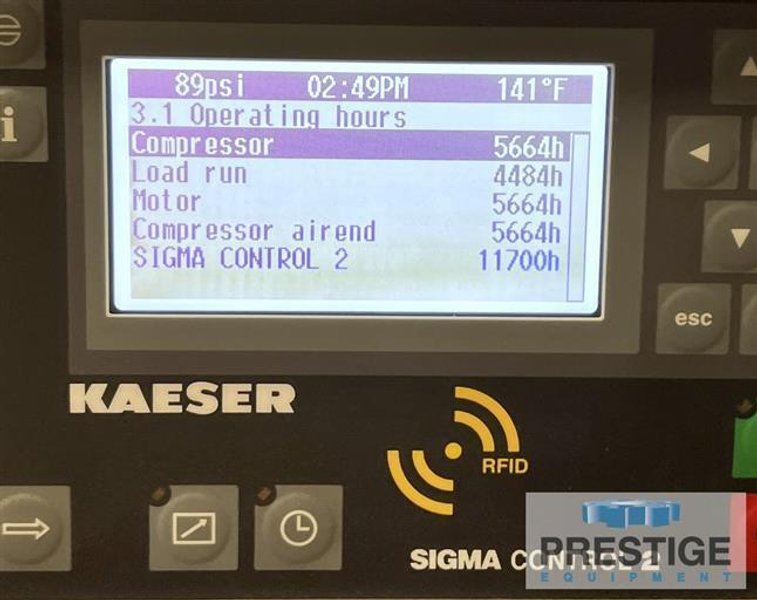 89psi 02:49PM 141°F
3.1 Operating hours
Compressor 5664h
Load run 4484h
Motor 5664h
Compressor airend 5664h
SIGMA CONTROL 2 11700h
i
esc
KAESER
RFID
SIGMA CONTROL 2
PRESTIGE
EQUIPMENT